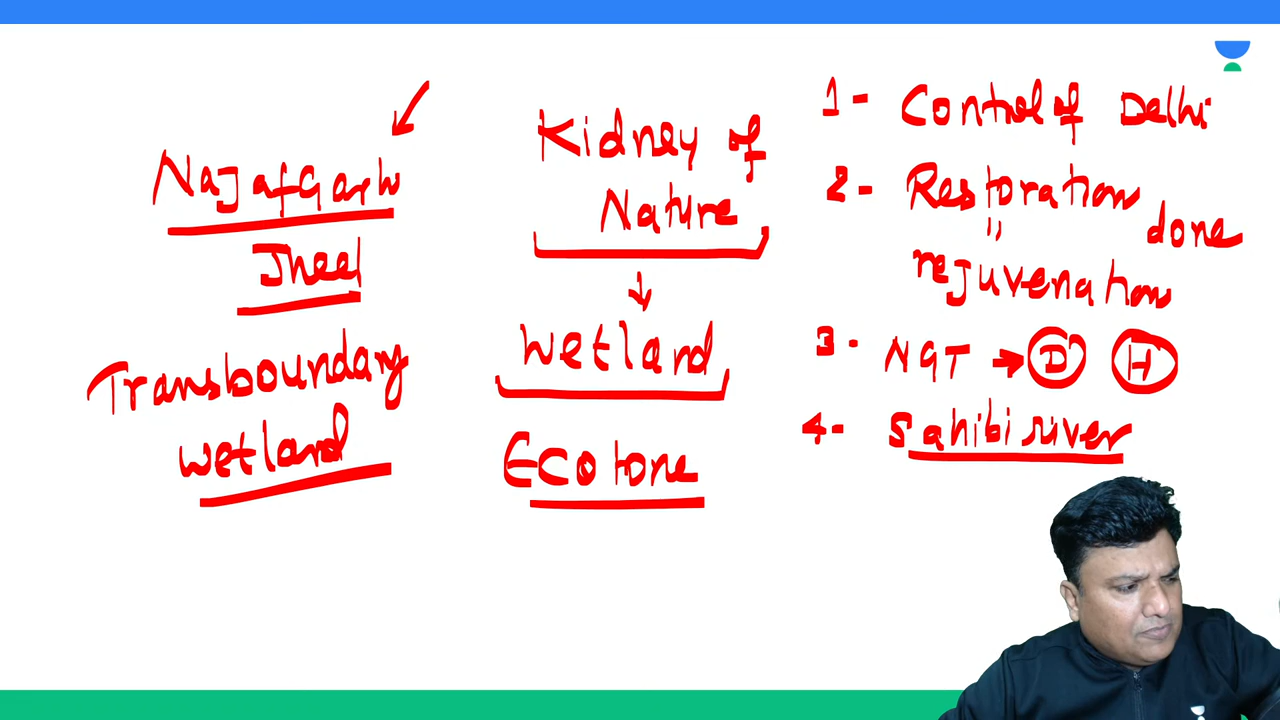 Najafgarh
Jheel
Transboundary
wetland
Kidney of
Nature
Wetland
Ecotone
1- Control of Delhi
2- Restoration
done
"
rejuvenation
3- NGT → D H
4- Sahibi river